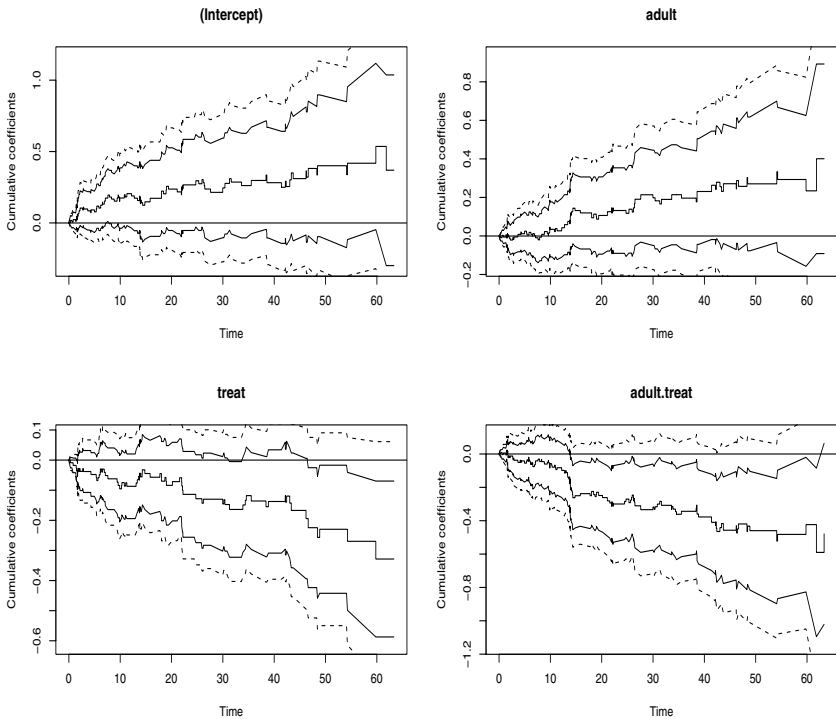 (Intercept)
Cumulative coefficients
0.0 0.5 1.0
0 10 20 30 40 50 60
Time
adult
Cumulative coefficients
−0.2 0.0 0.2 0.4 0.6 0.8
0 10 20 30 40 50 60
Time
treat
Cumulative coefficients
−0.6 −0.4 −0.2 0.0 0.1
0 10 20 30 40 50 60
Time
adult.treat
Cumulative coefficients
−1.2 −0.8 −0.4 0.0
0 10 20 30 40 50 60
Time